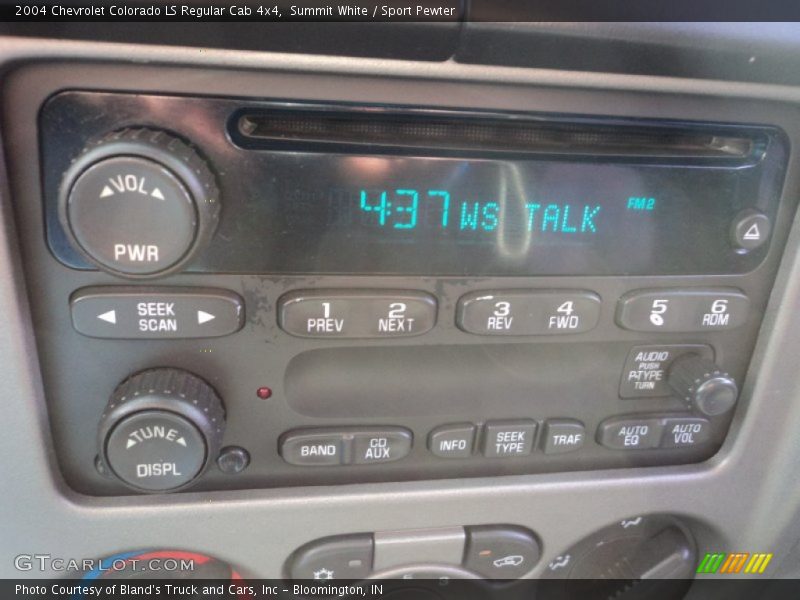 2004 Chevrolet Colorado LS Regular Cab 4x4, Summit White / Sport Pewter
VOL
PWR
4:37 WS TALK FM2
SEEK
SCAN
1 PREV
2 NEXT
3 REV
4 FWD
5
6 RDM
AUDIO
PUSH
P-TYPE
TURN
TUNE
DISPL
BAND
CD AUX
INFO
SEEK TYPE
TRAF
AUTO EQ
AUTO VOL
GTCARLOT.COM
Photo Courtesy of Bland's Truck and Cars, Inc - Bloomington, IN